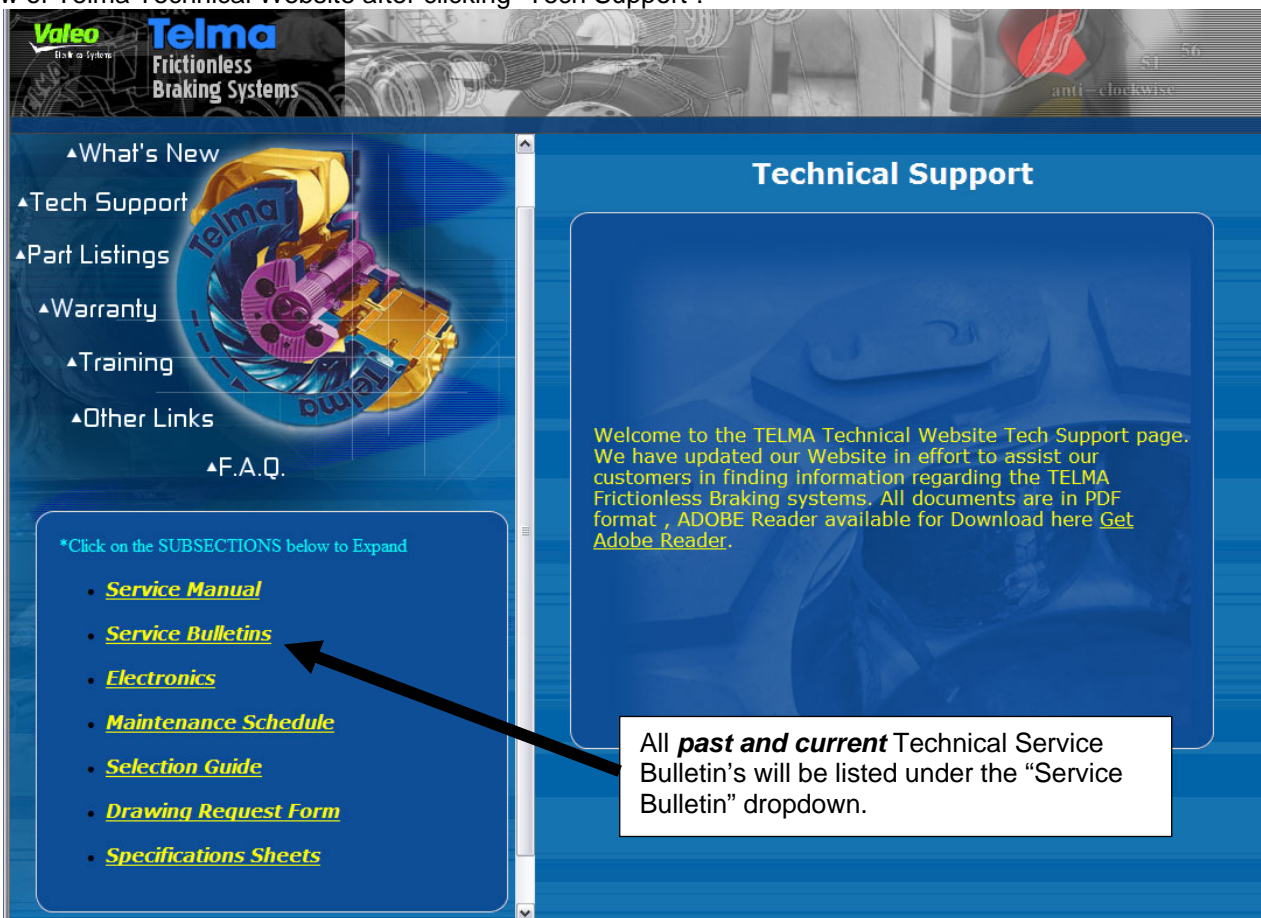 w of Telma Technical Website after clicking "Tech Support".
Valeo
Telma
Frictionless
Braking Systems
51 56
anti-clockwise
What's New
Tech Support
Part Listings
Warranty
Training
Other Links
F.A.Q.
Telma
Telma
*Click on the SUBSECTIONS below to Expand
Service Manual
Service Bulletins
Electronics
Maintenance Schedule
Selection Guide
Drawing Request Form
Specifications Sheets
Technical Support
Welcome to the TELMA Technical Website Tech Support page.
We have updated our Website in effort to assist our
customers in finding information regarding the TELMA
Frictionless Braking systems. All documents are in PDF
format , ADOBE Reader available for Download here Get
Adobe Reader.
All past and current Technical Service
Bulletin's will be listed under the “Service
Bulletin” dropdown.